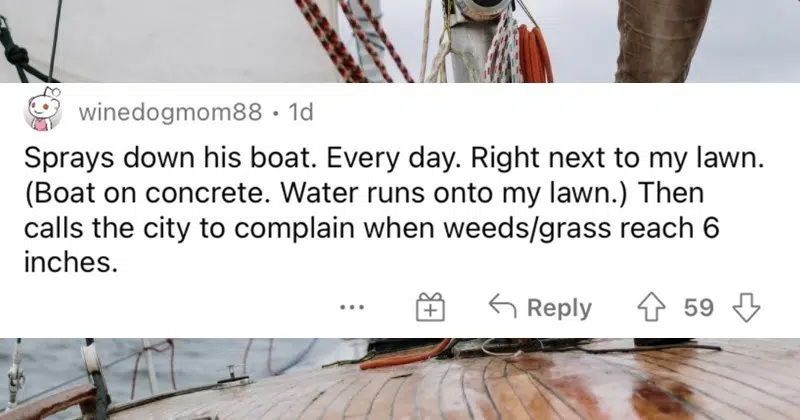 winedogmom88 • 1d
Sprays down his boat. Every day. Right next to my lawn.
(Boat on concrete. Water runs onto my lawn.) Then
calls the city to complain when weeds/grass reach 6
inches.
... Reply 59